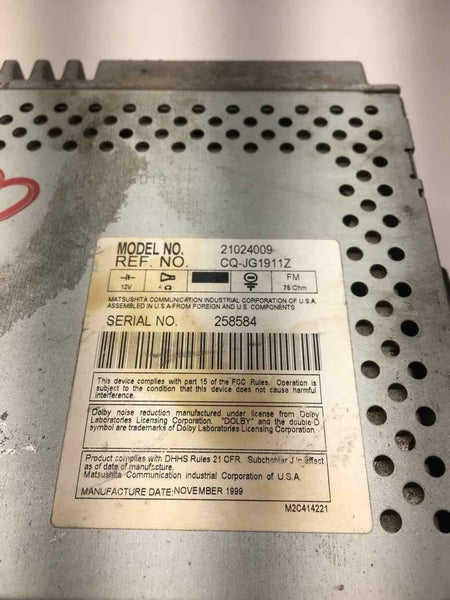 MODEL NO. 21024009
REF. NO. CQ-JG1911Z
12V 4Ω FM 75 Ohm
MATSUSHITA COMMUNICATION INDUSTRIAL CORPORATION OF U.S.A.
ASSEMBLED IN U.S.A FROM FOREIGN AND U.S. COMPONENTS
SERIAL NO. 258584
This device complies with part 15 of the FCC Rules. Operation is
subject to the condition that this device does not cause harmful
interference.
Dolby noise reduction manufactured under license from Dolby
Laboratories Licensing Corporation. "DOLBY" and the double-D
symbol are trademarks of Dolby Laboratories Licensing Corporation.
Product complies with DHHS Rules 21 CFR. Subchapter J in effect
as of date of manufacture.
Matsushita Communication Industrial Corporation of U.S.A.
MANUFACTURE DATE: NOVEMBER 1999
M2C414221